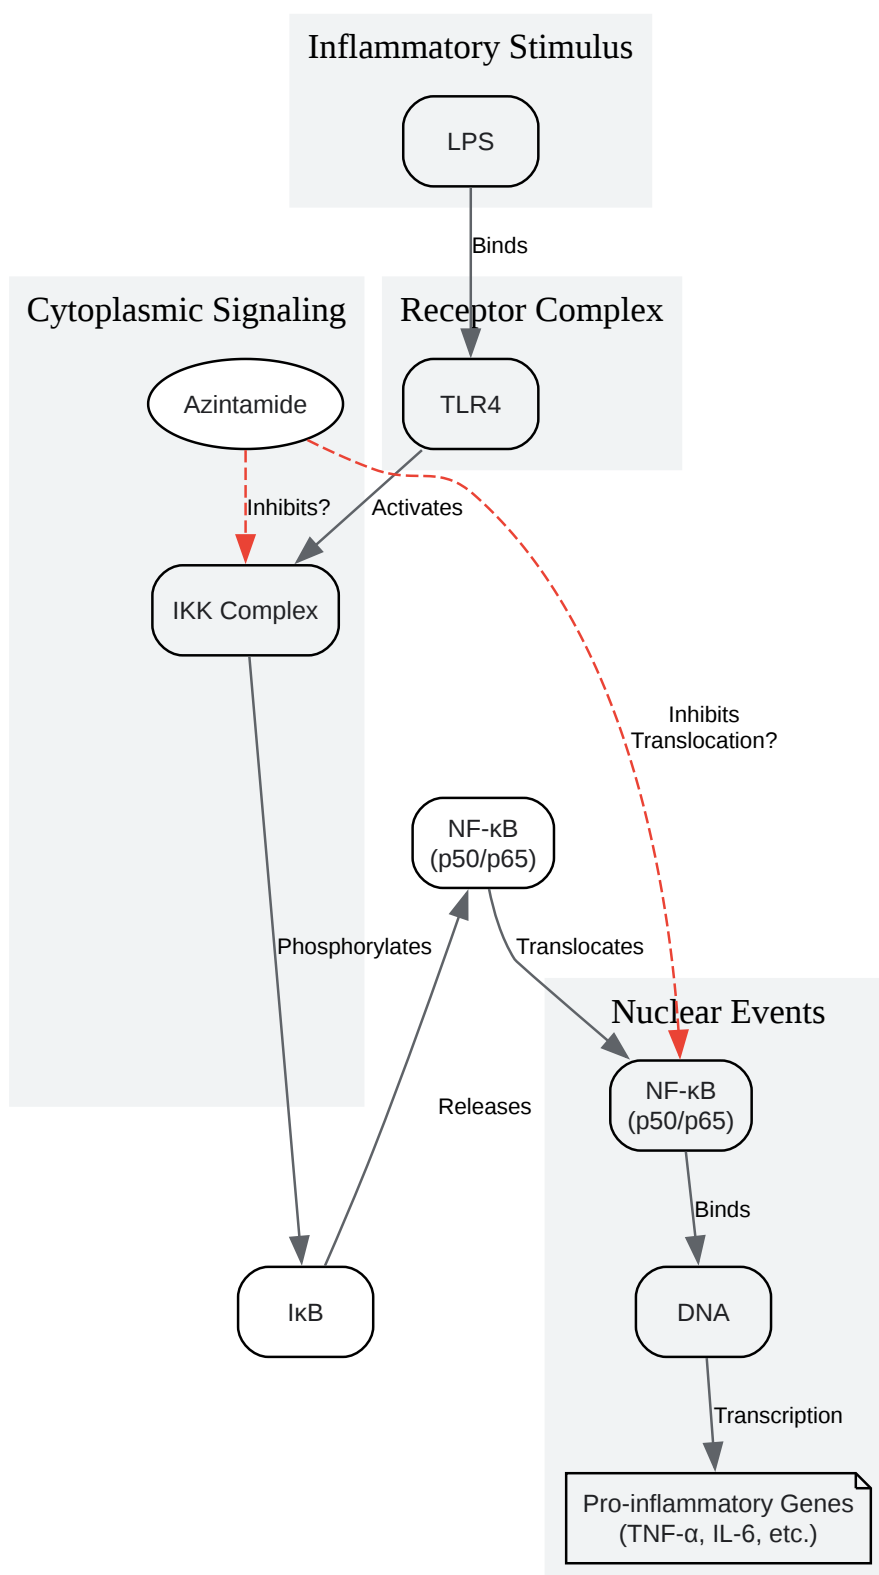 Inflammatory Stimulus
LPS
Binds
Cytoplasmic Signaling
Receptor Complex
Azintamide
TLR4
Inhibits?
Activates
IKK Complex
Inhibits
Translocation?
NF-κB
(p50/p65)
Phosphorylates
Translocates
Nuclear Events
NF-κB
(p50/p65)
Releases
Binds
IκB
DNA
Transcription
Pro-inflammatory Genes
(TNF-α, IL-6, etc.)